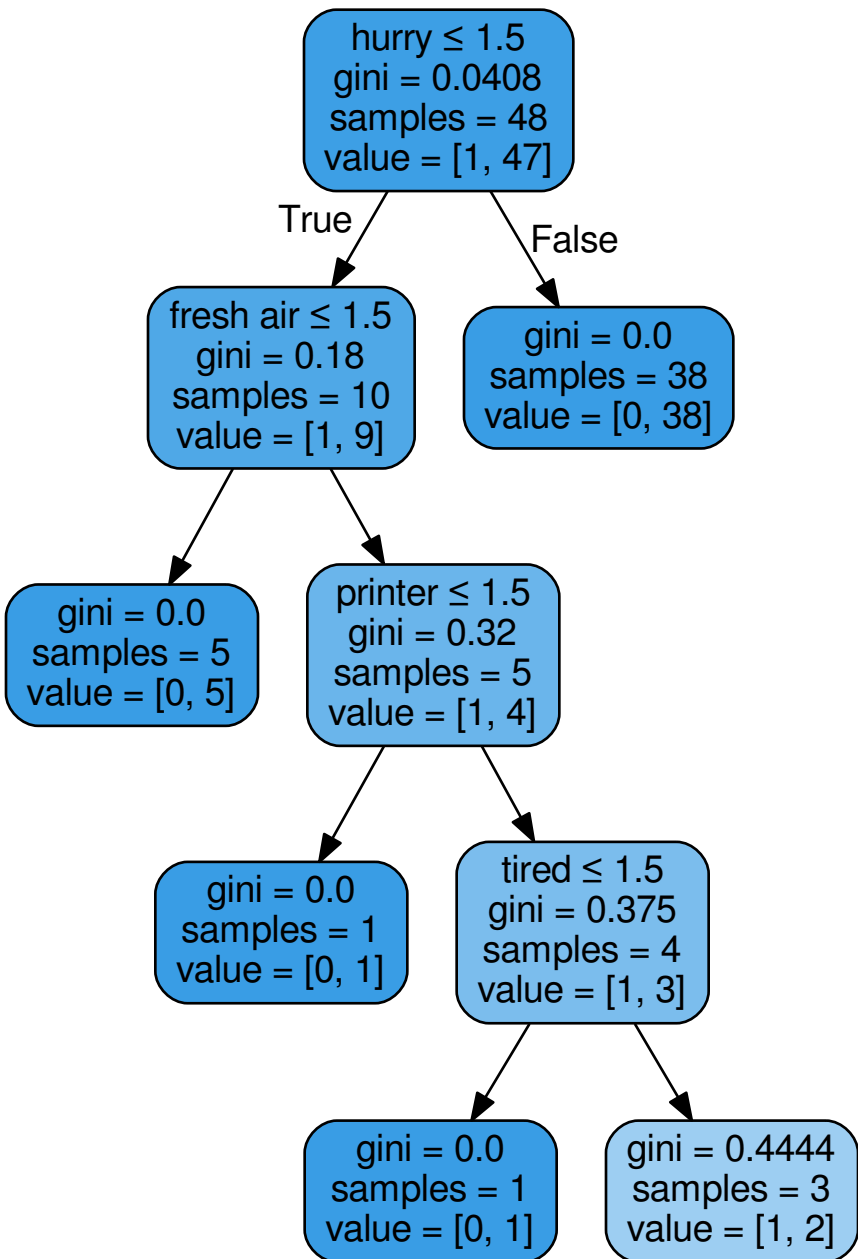 hurry ≤ 1.5
gini = 0.0408
samples = 48
value = [1, 47]
True
False
fresh air ≤ 1.5
gini = 0.18
samples = 10
value = [1, 9]
gini = 0.0
samples = 38
value = [0, 38]
gini = 0.0
samples = 5
value = [0, 5]
printer ≤ 1.5
gini = 0.32
samples = 5
value = [1, 4]
gini = 0.0
samples = 1
value = [0, 1]
tired ≤ 1.5
gini = 0.375
samples = 4
value = [1, 3]
gini = 0.0
samples = 1
value = [0, 1]
gini = 0.4444
samples = 3
value = [1, 2]